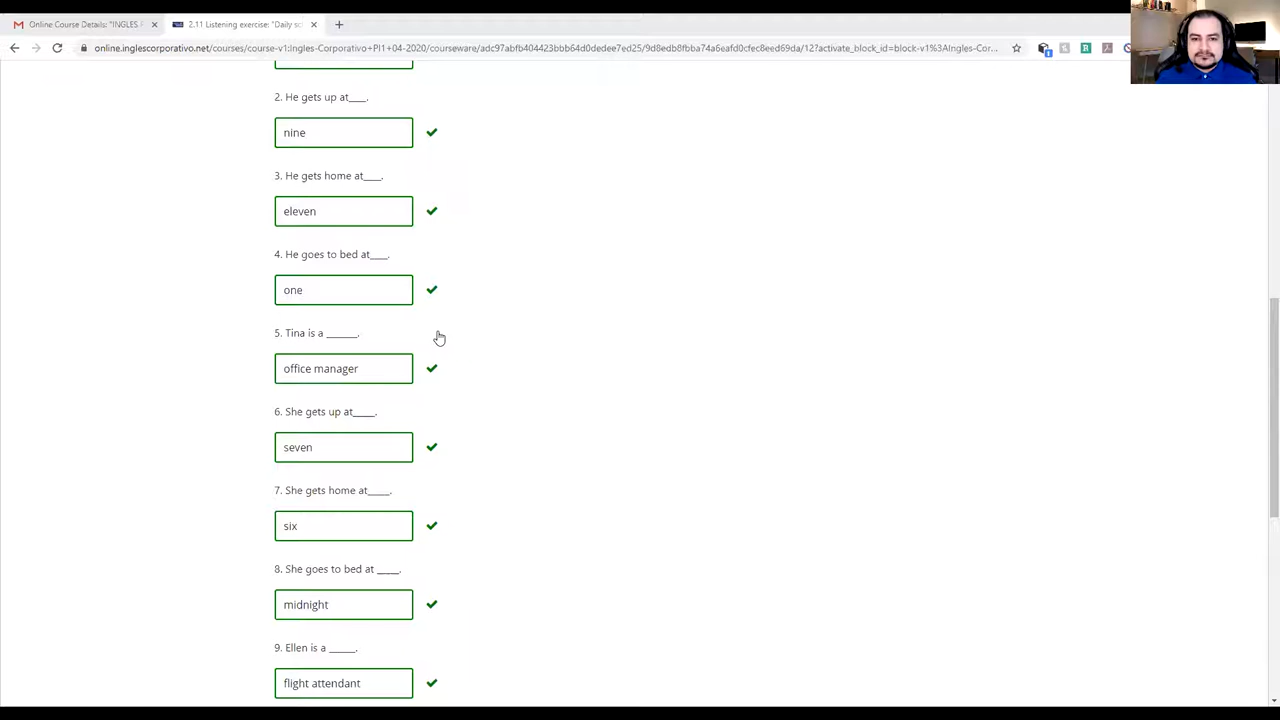 Online Course Details: "INGLES F
2.11 Listening exercise: "Daily sc
online.inglescorporativo.net/courses/course-v1:Ingles-Corporativo+PI1+04-2020/courseware/adc97abfb404423bbb64d0dedee7ed25/9d8edb8fbba74a6eafd0cfec8eed69da/12?activate_block_id=block-v1%3AIngles-Cor...
2. He gets up at___.
nine
3. He gets home at___.
eleven
4. He goes to bed at___.
one
5. Tina is a _____.
office manager
6. She gets up at____.
seven
7. She gets home at____.
six
8. She goes to bed at ____.
midnight
9. Ellen is a _____.
flight attendant